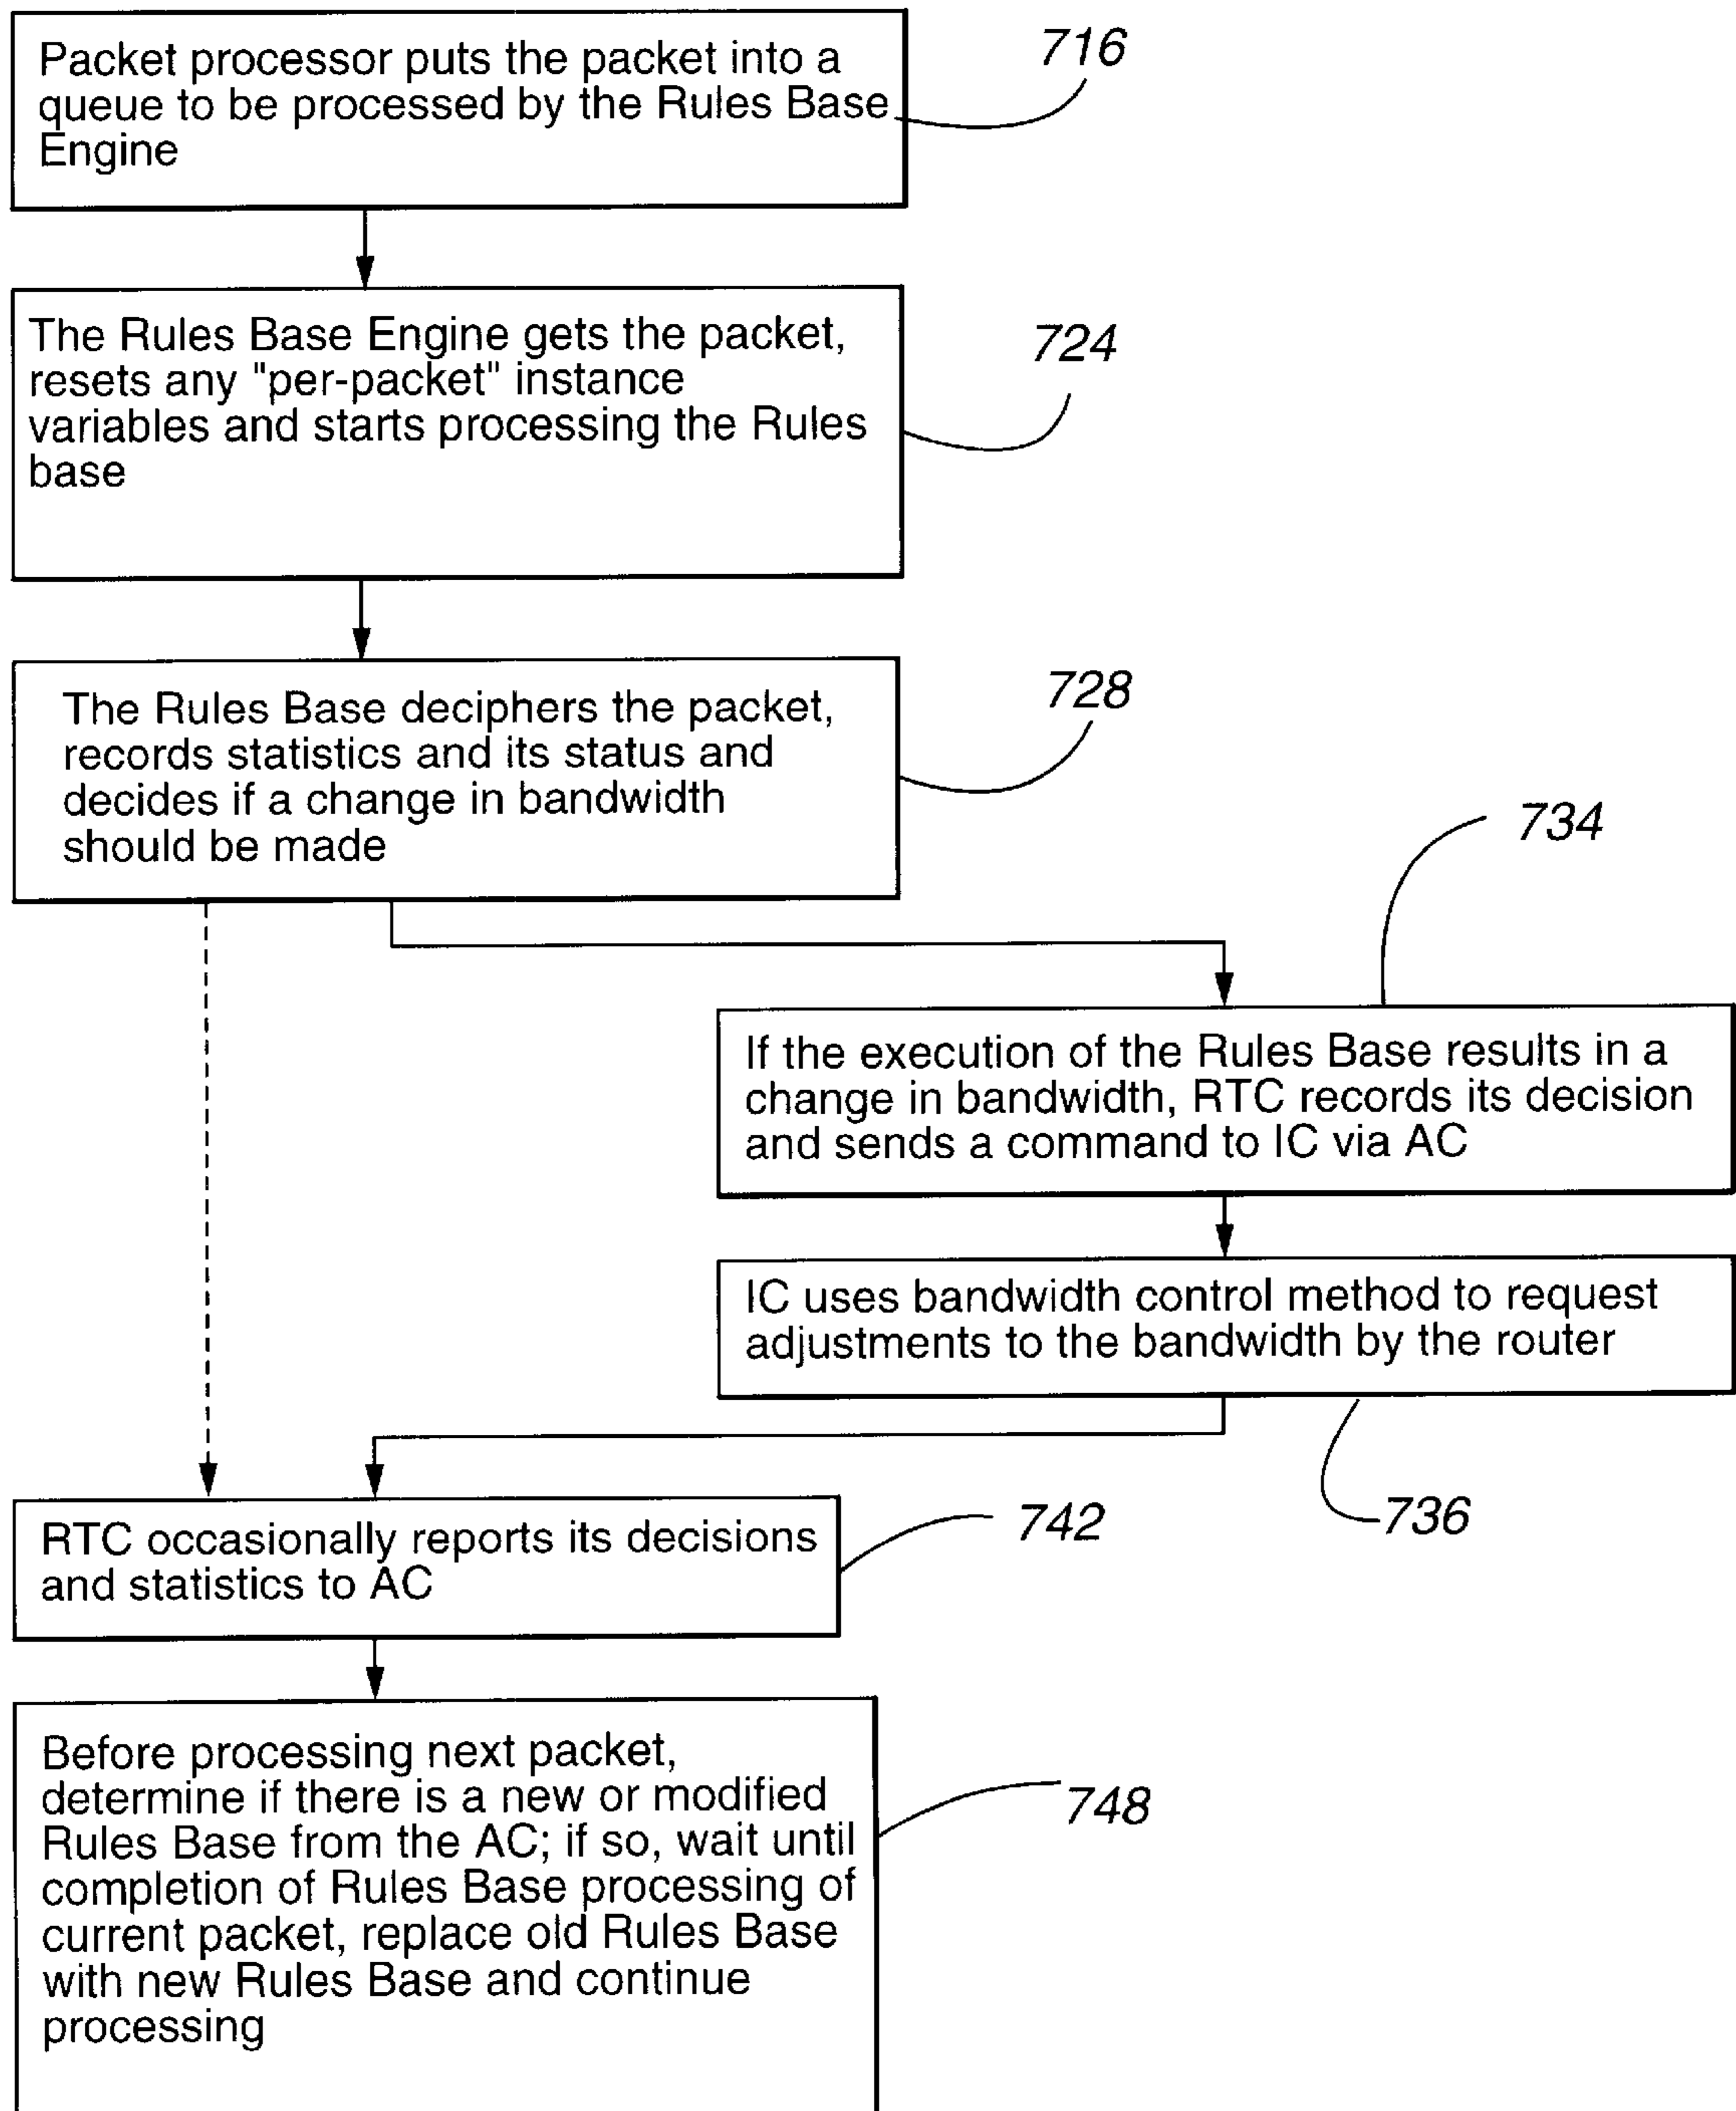 Packet processor puts the packet into a
queue to be processed by the Rules Base
Engine
716
The Rules Base Engine gets the packet,
resets any "per-packet" instance
variables and starts processing the Rules
base
724
The Rules Base deciphers the packet,
records statistics and its status and
decides if a change in bandwidth
should be made
728
734
If the execution of the Rules Base results in a
change in bandwidth, RTC records its decision
and sends a command to IC via AC
IC uses bandwidth control method to request
adjustments to the bandwidth by the router
736
RTC occasionally reports its decisions
and statistics to AC
742
Before processing next packet,
determine if there is a new or modified
Rules Base from the AC; if so, wait until
completion of Rules Base processing of
current packet, replace old Rules Base
with new Rules Base and continue
processing
748